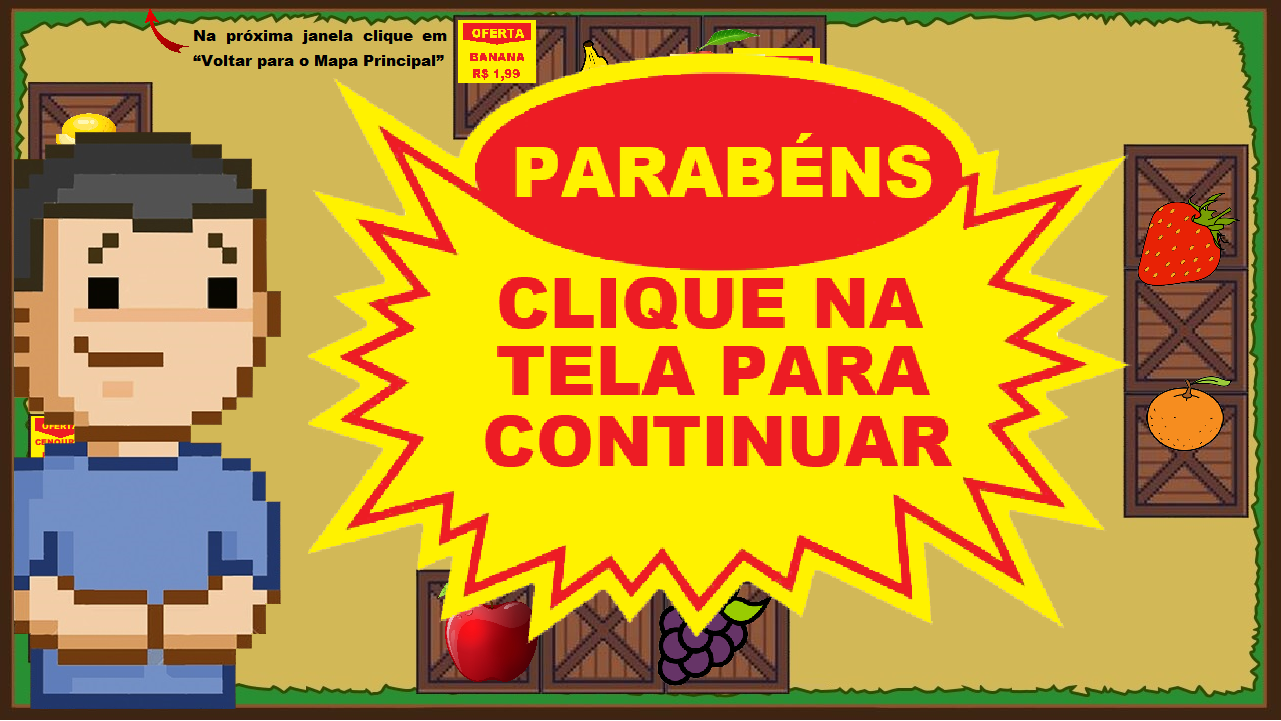 Na próxima janela clique em
“Voltar para o Mapa Principal”
OFERTA
BANANA
R$ 1,99
PARABÉNS
CLIQUE NA
TELA PARA
CONTINUAR
OFERTA